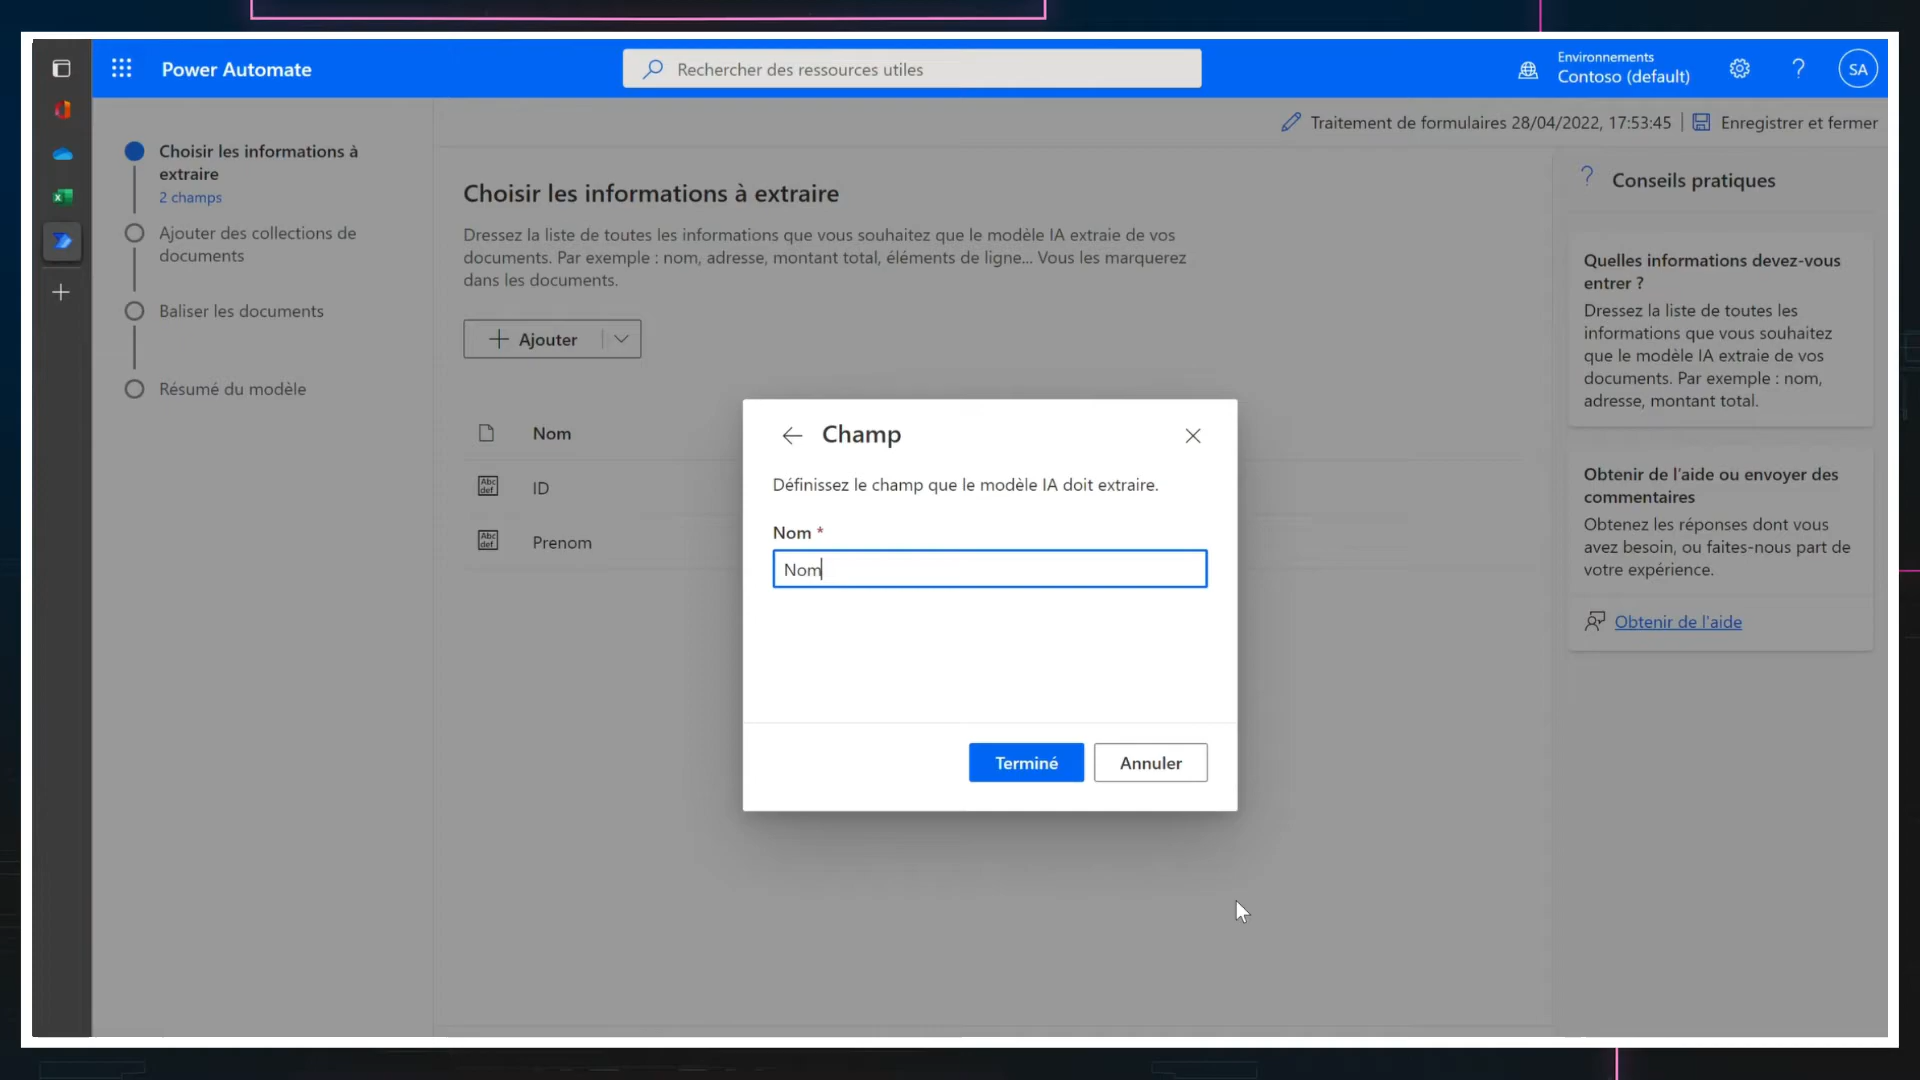 Power Automate
Rechercher des ressources utiles
Environnements
Contoso (default)
SA
Traitement de formulaires 28/04/2022, 17:53:45
Enregistrer et fermer
Choisir les informations à
extraire
2 champs
Ajouter des collections de
documents
Baliser les documents
Résumé du modèle
Choisir les informations à extraire
Dressez la liste de toutes les informations que vous souhaitez que le modèle IA extraie de vos
documents. Par exemple : nom, adresse, montant total, éléments de ligne... Vous les marquerez
dans les documents.
Ajouter
Nom
Abc
def
ID
Abc
def
Prenom
Champ
Définissez le champ que le modèle IA doit extraire.
Nom *
Nom
Terminé
Annuler
Conseils pratiques
Quelles informations devez-vous
entrer ?
Dressez la liste de toutes les
informations que vous souhaitez
que le modèle IA extraie de vos
documents. Par exemple : nom,
adresse, montant total.
Obtenir de l'aide ou envoyer des
commentaires
Obtenez les réponses dont vous
avez besoin, ou faites-nous part de
votre expérience.
Obtenir de l'aide